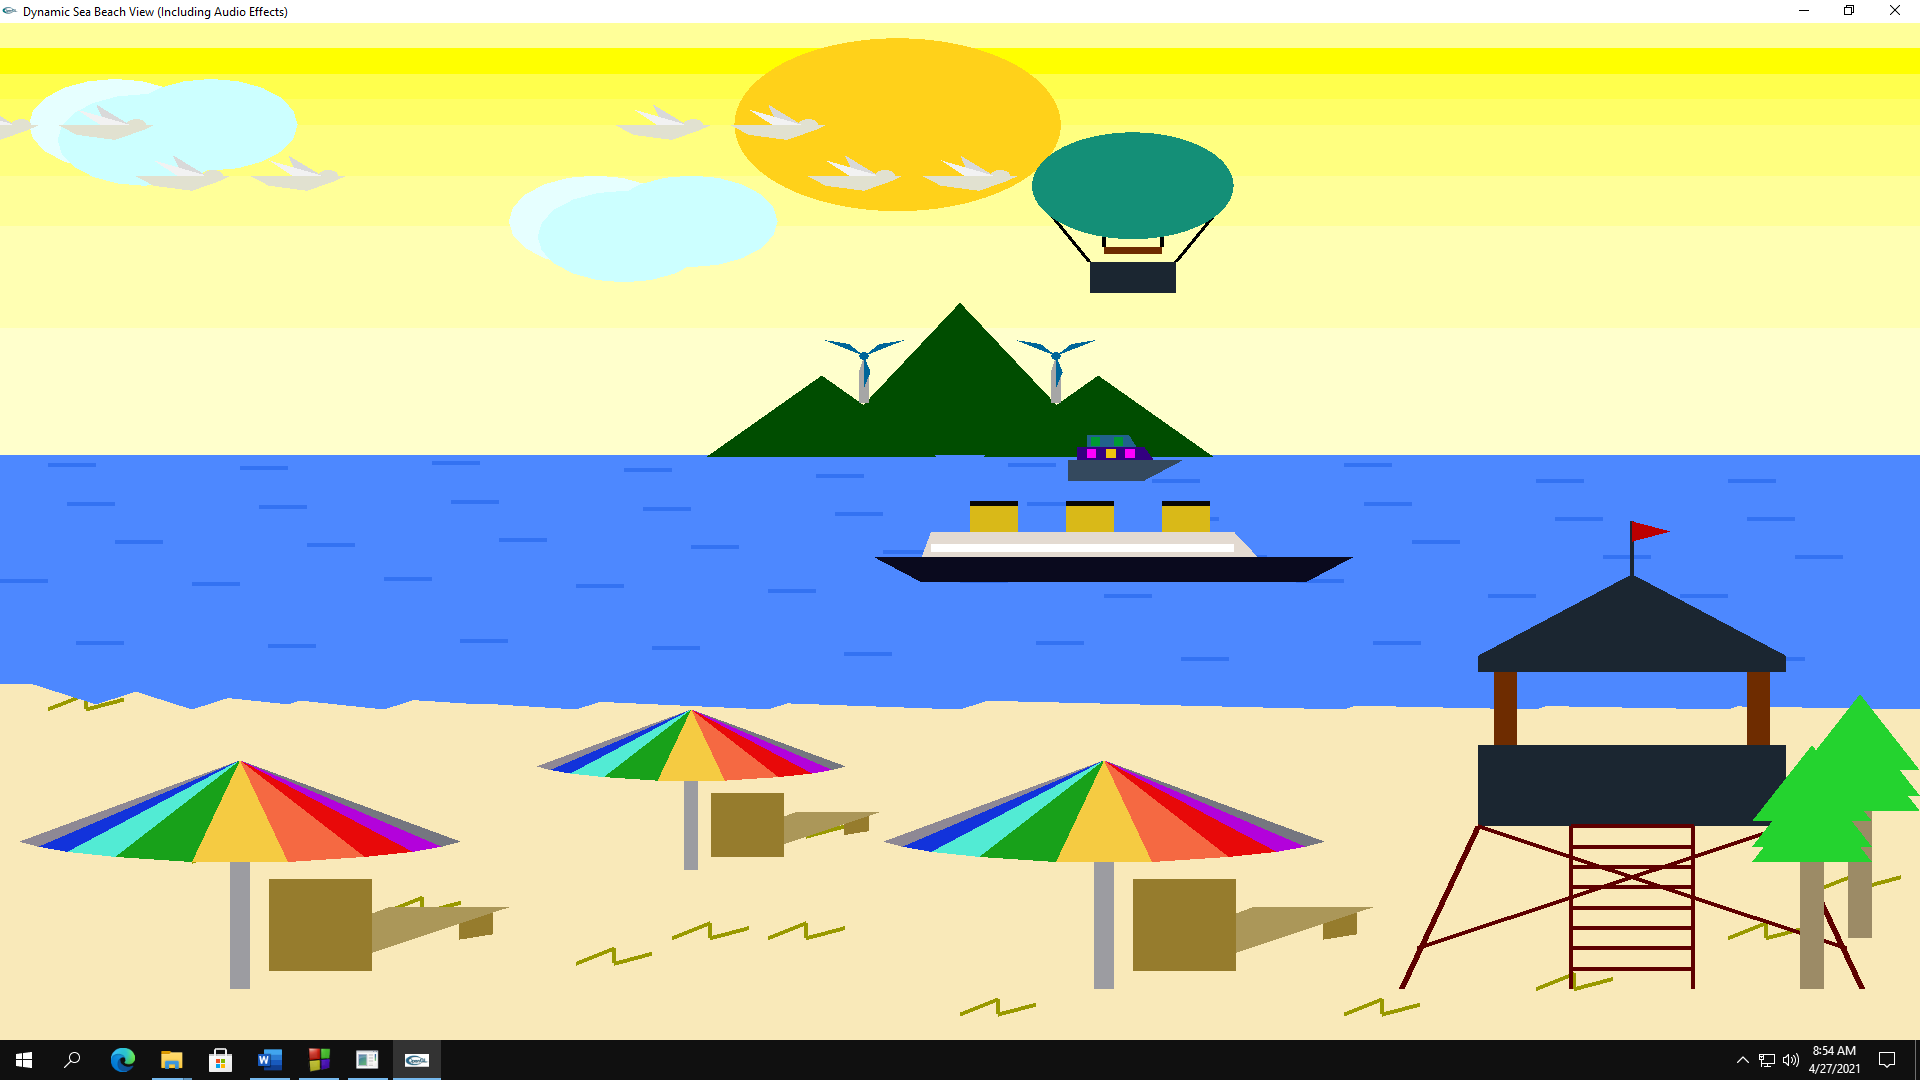 Dynamic Sea Beach View (Including Audio Effects)
8:54 AM
4/27/2021